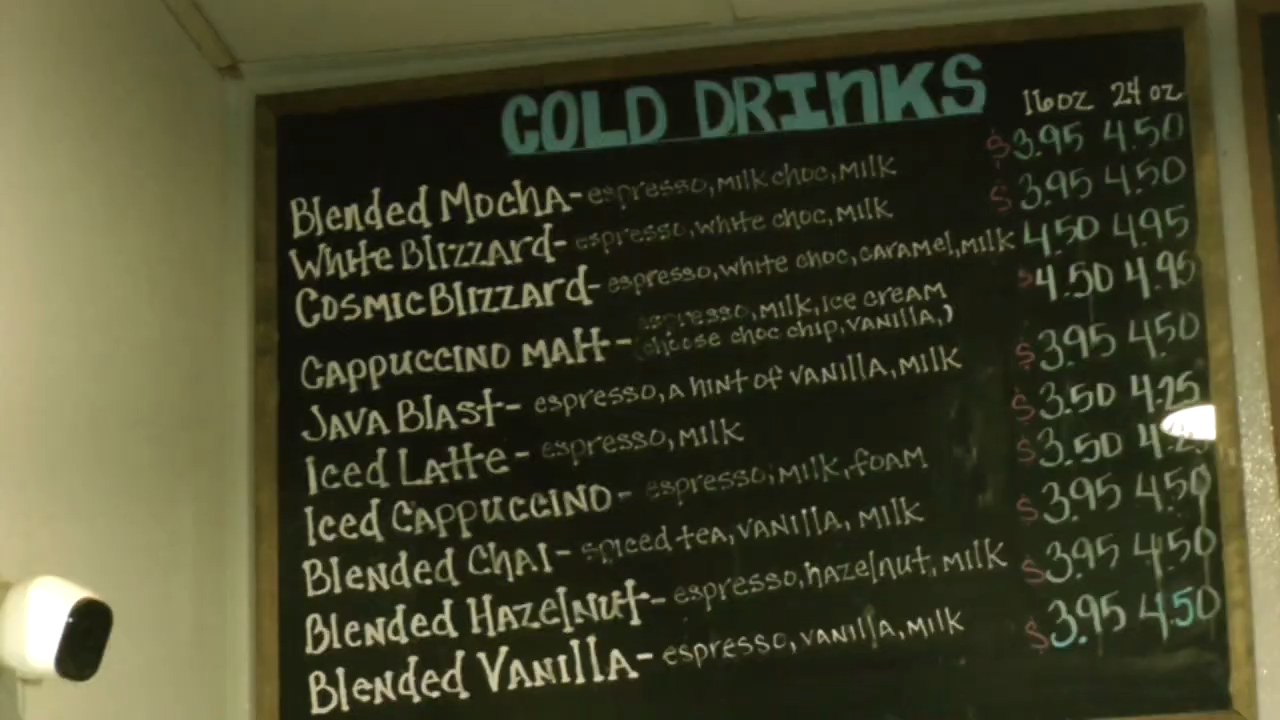 COLD DRINKS
16oz 24 oz
Blended Mocha- espresso, milk choc, milk $3.95 4.50
White Blizzard- espresso, white choc, milk $3.95 4.50
Cosmic Blizzard- espresso, white choc, caramel, milk 4.50 4.95
Cappuccino Malt- espresso, milk, ice cream $4.50 4.95
(choose choc chip, vanilla,)
Java Blast- espresso, a hint of vanilla, milk $3.95 4.50
Iced Latte- espresso, milk $3.50 4.25
Iced Cappuccino- espresso, milk, foam $3.50
Blended Chai- spiced tea, vanilla, milk $3.95 4.50
Blended Hazelnut- espresso, hazelnut, milk $3.95 4.50
Blended Vanilla- espresso, vanilla, milk $3.95 4.50